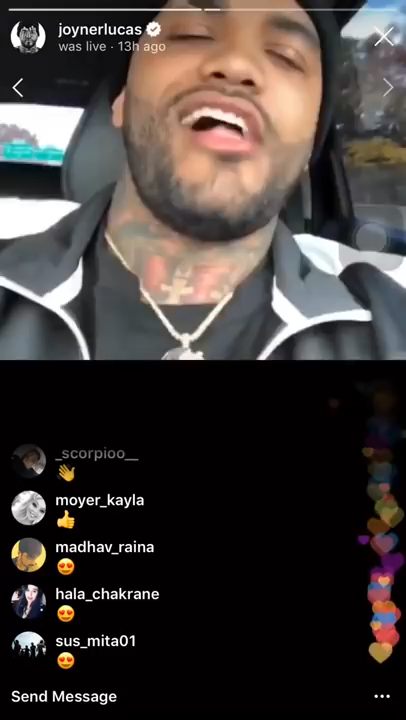 joynerlucas
was live · 13h ago
_scorpioo__
👋
moyer_kayla
👍
madhav_raina
😍
hala_chakrane
😍
sus_mita01
😍
Send Message